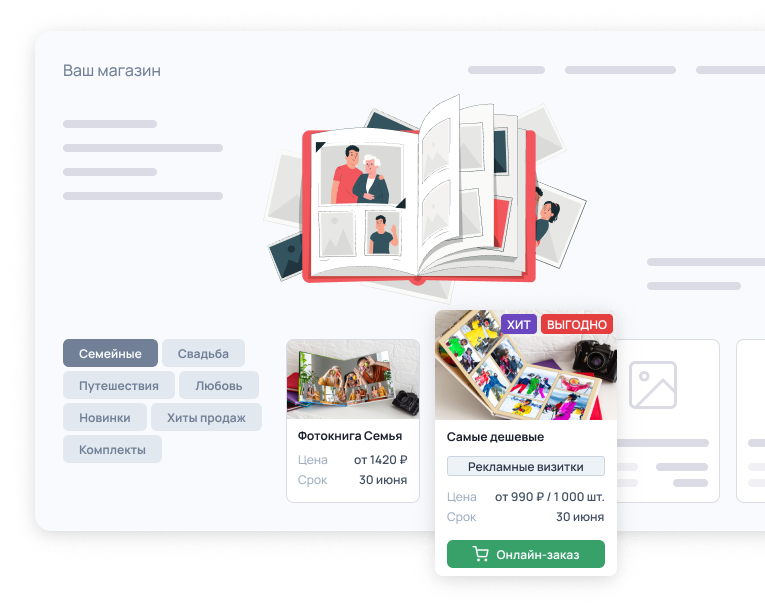 Ваш магазин
ХИТ
ВЫГОДНО
Семейные
Свадьба
Путешествия
Любовь
Новинки
Хиты продаж
Комплекты
Фотокнига Семья
Цена от 1420 ₽
Срок 30 июня
Самые дешевые
Рекламные визитки
Цена от 990 ₽ / 1 000 шт.
Срок 30 июня
Онлайн-заказ